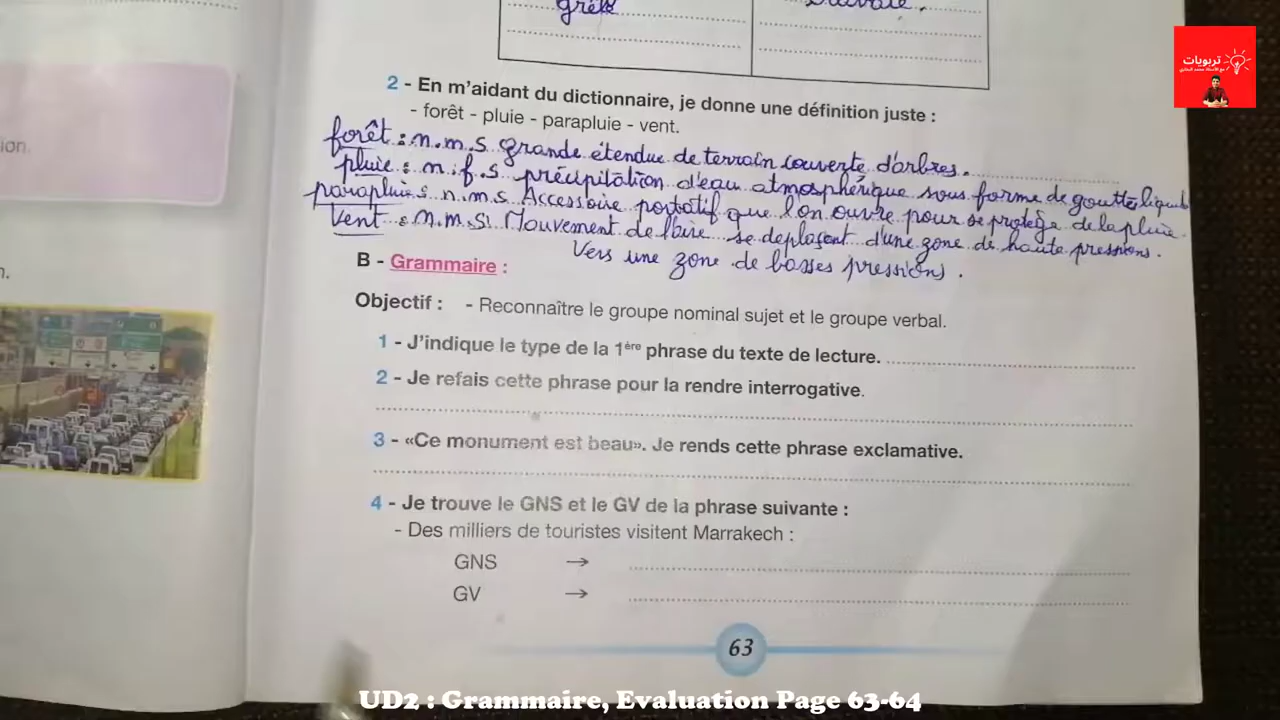 grêle
تربويات
2 - En m'aidant du dictionnaire, je donne une définition juste :
- forêt - pluie - parapluie - vent.
forêt : n.m.s grande étendue de terrain couverte d'arbres.
ion.
pluie : n.f.s précipitation d'eau atmosphérique sous forme de goutte
parapluie : n.m.s Accessoire portatif que l'on ouvre pour se protège de la pluie.
Vent : n.m.s : Mouvement de l'aire se deplaçant d'une zone de haute pressions.
Vers une zone de basses pressions.
B - Grammaire :
n.
Objectif : - Reconnaître le groupe nominal sujet et le groupe verbal.
1 - J'indique le type de la 1ère phrase du texte de lecture.
2 - Je refais cette phrase pour la rendre interrogative.
3 - «Ce monument est beau». Je rends cette phrase exclamative.
4 - Je trouve le GNS et le GV de la phrase suivante :
- Des milliers de touristes visitent Marrakech :
GNS →
GV →
63
UD2 : Grammaire, Evaluation Page 63-64